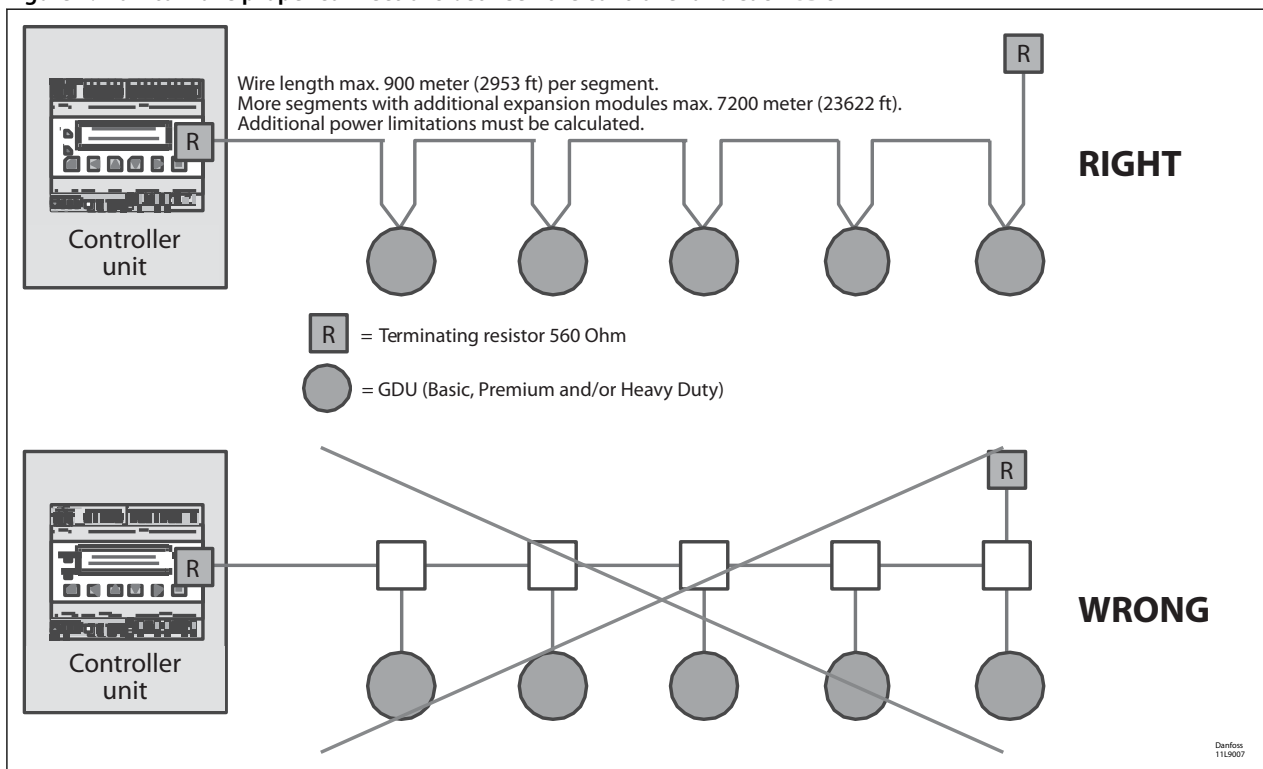 Wire length max. 900 meter (2953 ft) per segment.
More segments with additional expansion modules max. 7200 meter (23622 ft).
Additional power limitations must be calculated.
R
R
RIGHT
Controller
unit
R = Terminating resistor 560 Ohm
= GDU (Basic, Premium and/or Heavy Duty)
R
R
WRONG
Controller
unit
Danfoss
11L9007